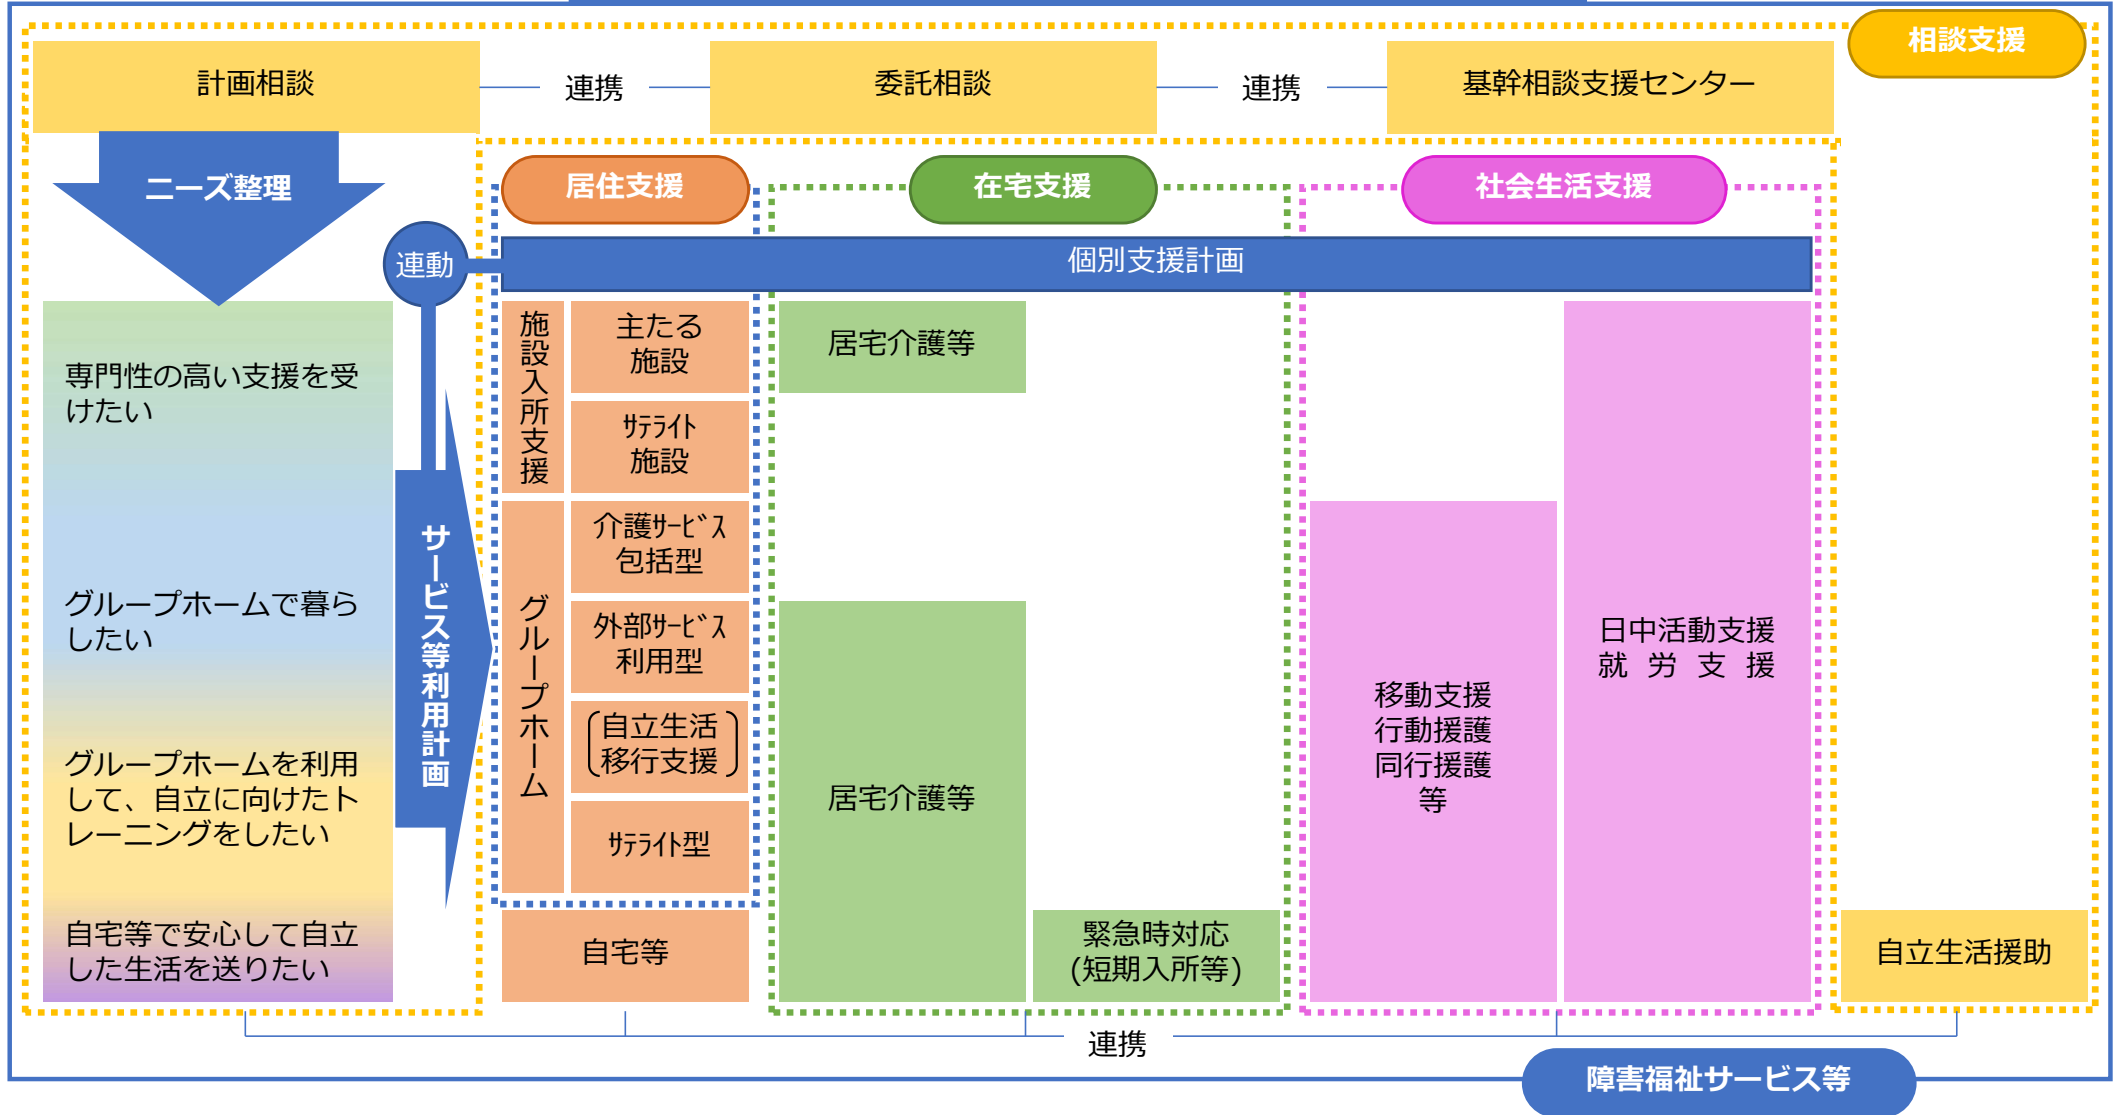 相談支援
計画相談
連携
委託相談
連携
基幹相談支援センター
ニーズ整理
居住支援
在宅支援
社会生活支援
連動
個別支援計画
専門性の高い支援を受
けたい
グループホームで暮ら
したい
グループホームを利用
して、自立に向けたト
レーニングをしたい
自宅等で安心して自立
した生活を送りたい
サービス等利用計画
施設入所支援
主たる
施設
ｻﾃﾗｲﾄ
施設
グループホーム
介護ｻｰﾋﾞｽ
包括型
外部ｻｰﾋﾞｽ
利用型
自立生活
移行支援
ｻﾃﾗｲﾄ型
自宅等
居宅介護等
居宅介護等
緊急時対応
(短期入所等)
移動支援
行動援護
同行援護
等
日中活動支援
就労支援
自立生活援助
連携
障害福祉サービス等